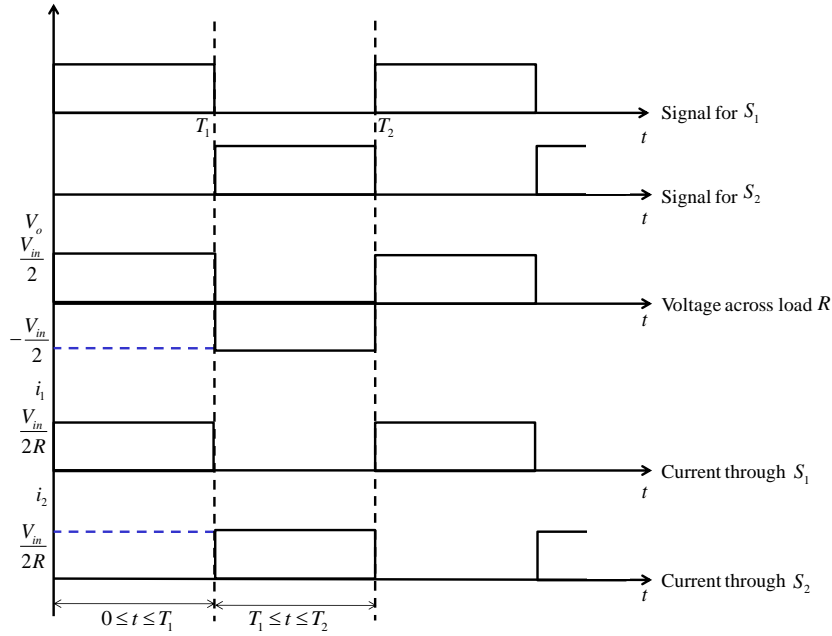 Signal for S₁
T₁
T₂
t
Signal for S₂
Vₒ
Vᵢₙ/2
Voltage across load R
t
−Vᵢₙ/2
i₁
Vᵢₙ/2R
Current through S₁
t
i₂
Vᵢₙ/2R
Current through S₂
t
0 ≤ t ≤ T₁
T₁ ≤ t ≤ T₂